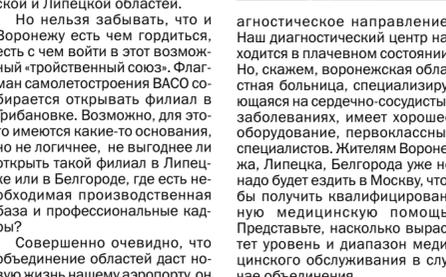 ской и Липецкой областей.
Но нельзя забывать, что и
Воронежу есть чем гордиться,
есть с чем войти в этот возмож-
ный «тройственный союз». Флаг-
ман самолетостроения ВАСО со-
бирается открывать филиал в
Грибановке. Возможно, для это-
го имеются какие-то основания,
но не логичнее, не выгоднее ли
открыть такой филиал в Липец-
ке или в Белгороде, где есть не-
обходимая производственная
база и профессиональные кад-
ры?
Совершенно очевидно, что
объединение областей даст но-
вую жизнь нашему аэропорту, он
агностическое направление
Наш диагностический центр на-
ходится в плачевном состоянии
Но, скажем, воронежская обла-
стная больница, специализиру-
ющаяся на сердечно-сосудисты
заболеваниях, имеет хороше
оборудование, первоклассны
специалистов. Жителям Вороне-
жа, Липецка, Белгорода уже не
надо будет ездить в Москву, что
бы получить квалифицирован
ную медицинскую помощь
Представьте, насколько вырас
тет уровень и диапазон меди
цинского обслуживания в слу
чае объединения